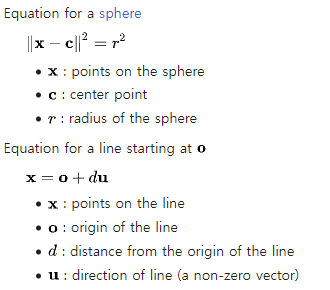 Equation for a sphere
‖x − c‖² = r²
• x : points on the sphere
• c : center point
• r : radius of the sphere
Equation for a line starting at o
x = o + du
• x : points on the line
• o : origin of the line
• d : distance from the origin of the line
• u : direction of line (a non-zero vector)